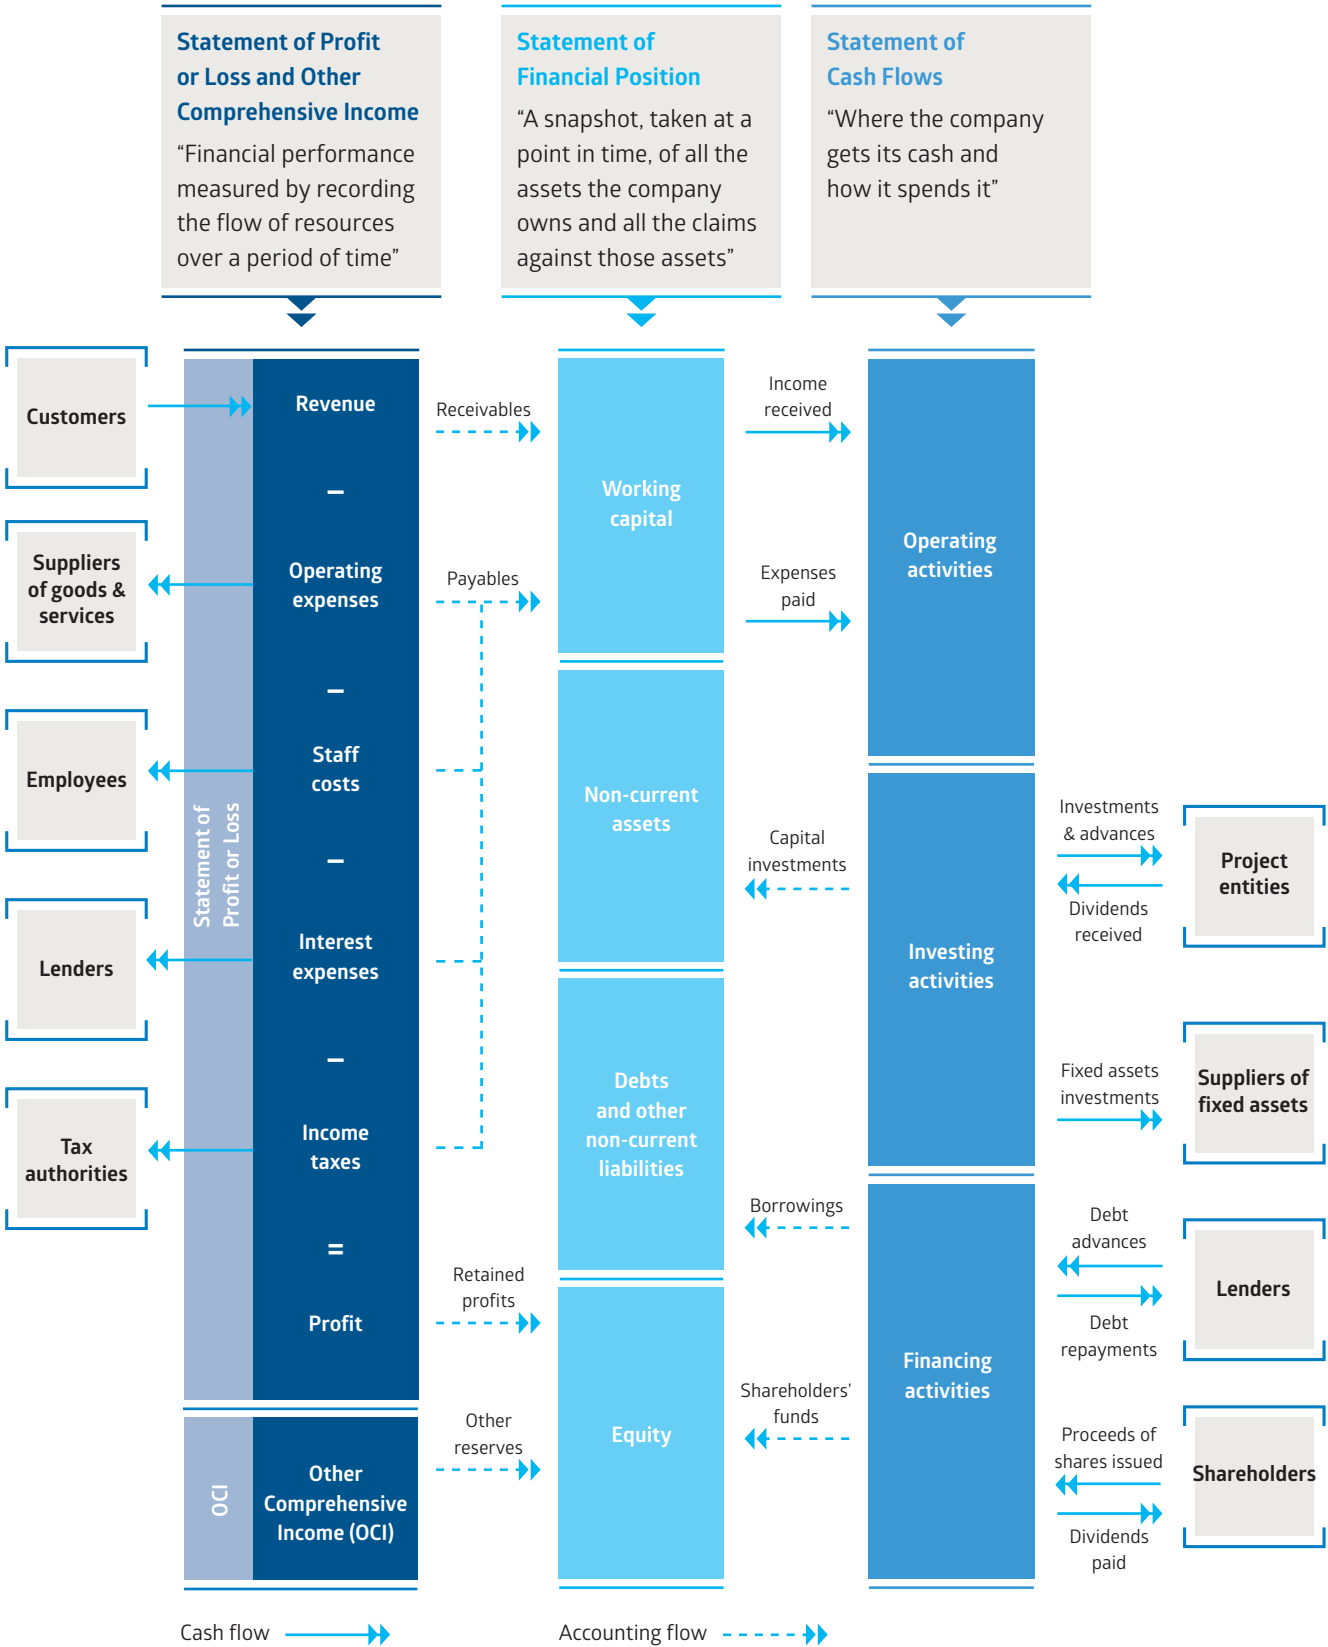 Statement of Profit
or Loss and Other
Comprehensive Income
“Financial performance
measured by recording
the flow of resources
over a period of time”
Statement of
Financial Position
“A snapshot, taken at a
point in time, of all the
assets the company
owns and all the claims
against those assets”
Statement of
Cash Flows
“Where the company
gets its cash and
how it spends it”
Customers
Suppliers
of goods &
services
Employees
Lenders
Tax
authorities
Statement of
Profit or Loss
Revenue
–
Operating
expenses
–
Staff
costs
–
Interest
expenses
–
Income
taxes
=
Profit
OCI
Other
Comprehensive
Income (OCI)
Receivables
Payables
Retained
profits
Other
reserves
Working
capital
Non-current
assets
Debts
and other
non-current
liabilities
Equity
Income
received
Expenses
paid
Capital
investments
Borrowings
Shareholders’
funds
Operating
activities
Investing
activities
Financing
activities
Investments
& advances
Dividends
received
Fixed assets
investments
Debt
advances
Debt
repayments
Proceeds of
shares issued
Dividends
paid
Project
entities
Suppliers of
fixed assets
Lenders
Shareholders
Cash flow
Accounting flow